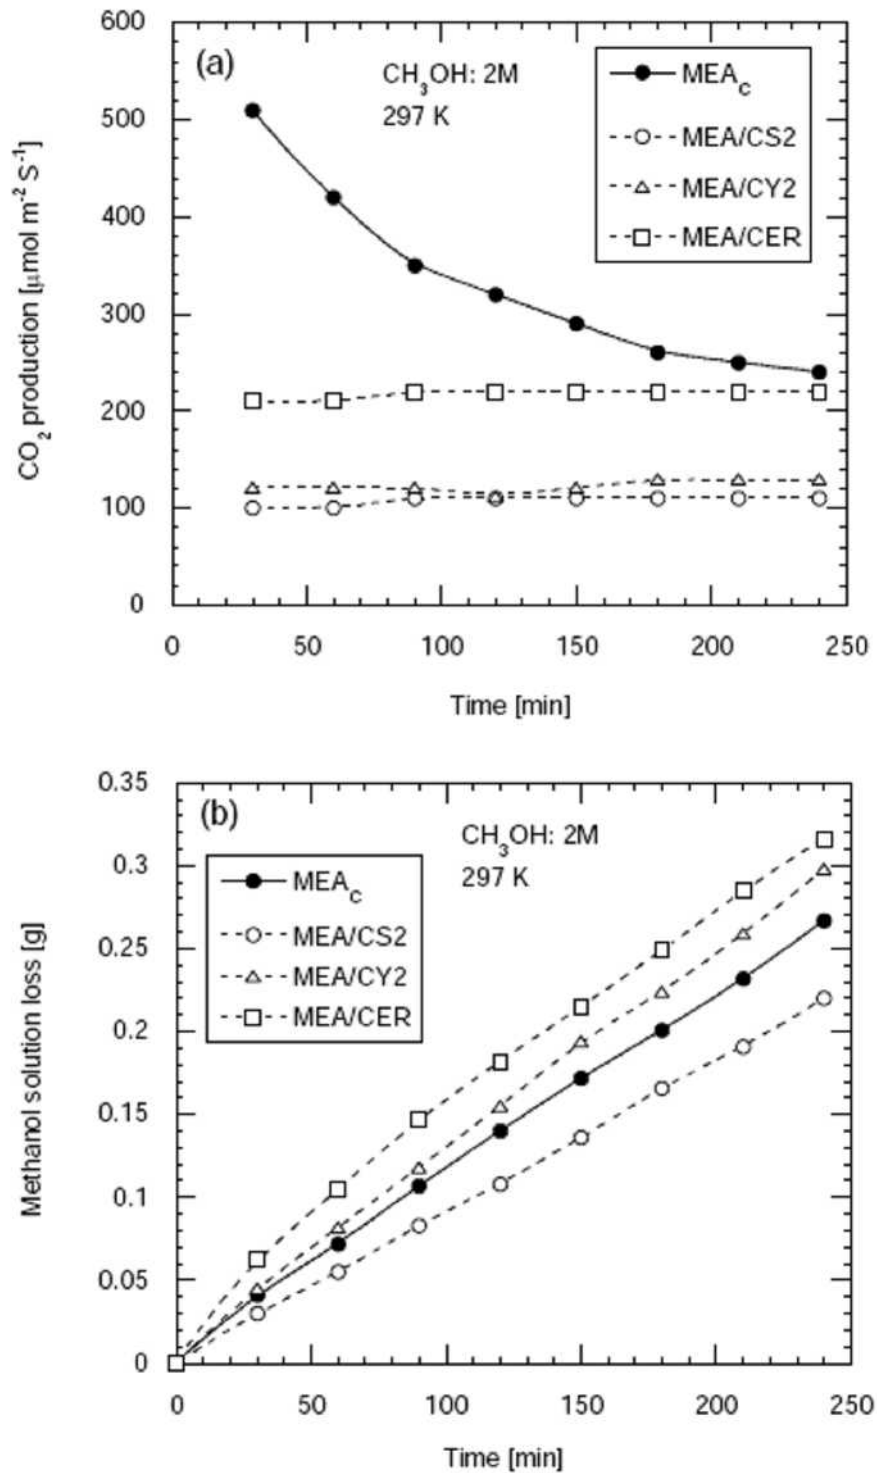 600
(a)
CH₃OH: 2M
297 K
MEA_C
MEA/CS2
MEA/CY2
MEA/CER
500
400
300
200
100
0
CO₂ production [μmol m⁻² S⁻¹]
0 50 100 150 200 250
Time [min]
0.35
(b)
CH₃OH: 2M
297 K
MEA_C
MEA/CS2
MEA/CY2
MEA/CER
0.3
0.25
0.2
0.15
0.1
0.05
0
Methanol solution loss [g]
0 50 100 150 200 250
Time [min]